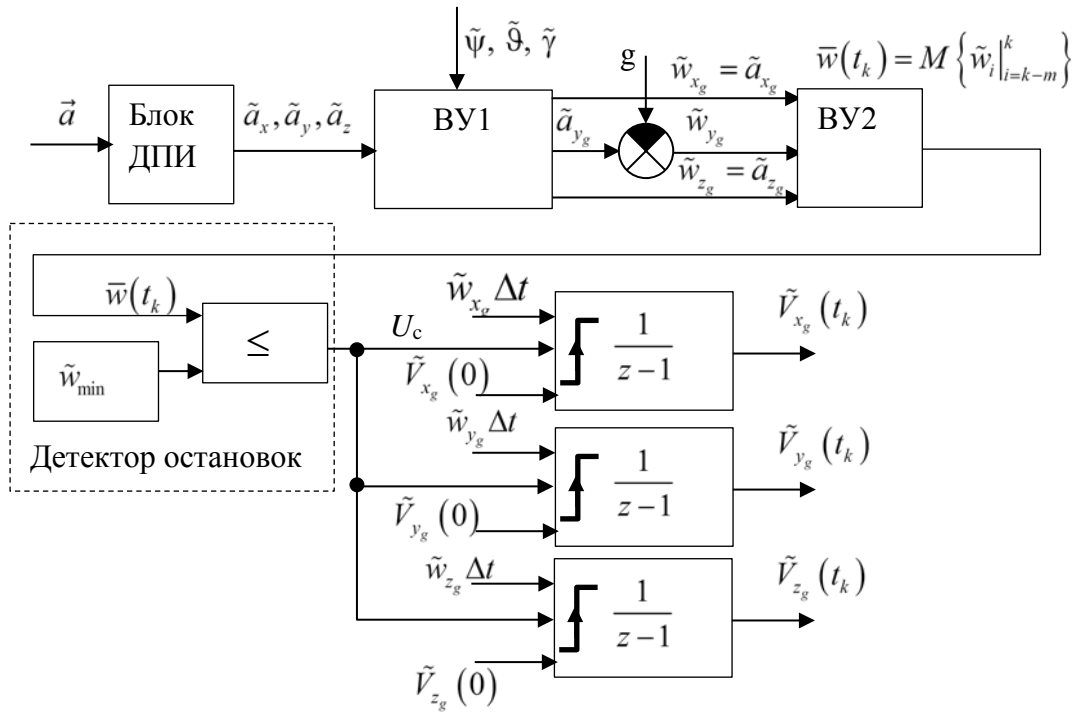 ψ̃, ϑ̃, γ̃
g
w̃_{x_g} = ã_{x_g}
w̄(t_k) = M{w̃_i|_{i=k−m}^{k}}
a⃗
Блок
ДПИ
ã_x, ã_y, ã_z
ВУ1
ã_{y_g}
w̃_{y_g}
w̃_{z_g} = ã_{z_g}
ВУ2
w̄(t_k)
≤
w̃_{min}
Детектор остановок
U_с
w̃_{x_g} Δt
1
z − 1
Ṽ_{x_g}(t_k)
Ṽ_{x_g}(0)
w̃_{y_g} Δt
1
z − 1
Ṽ_{y_g}(t_k)
Ṽ_{y_g}(0)
w̃_{z_g} Δt
1
z − 1
Ṽ_{z_g}(t_k)
Ṽ_{z_g}(0)